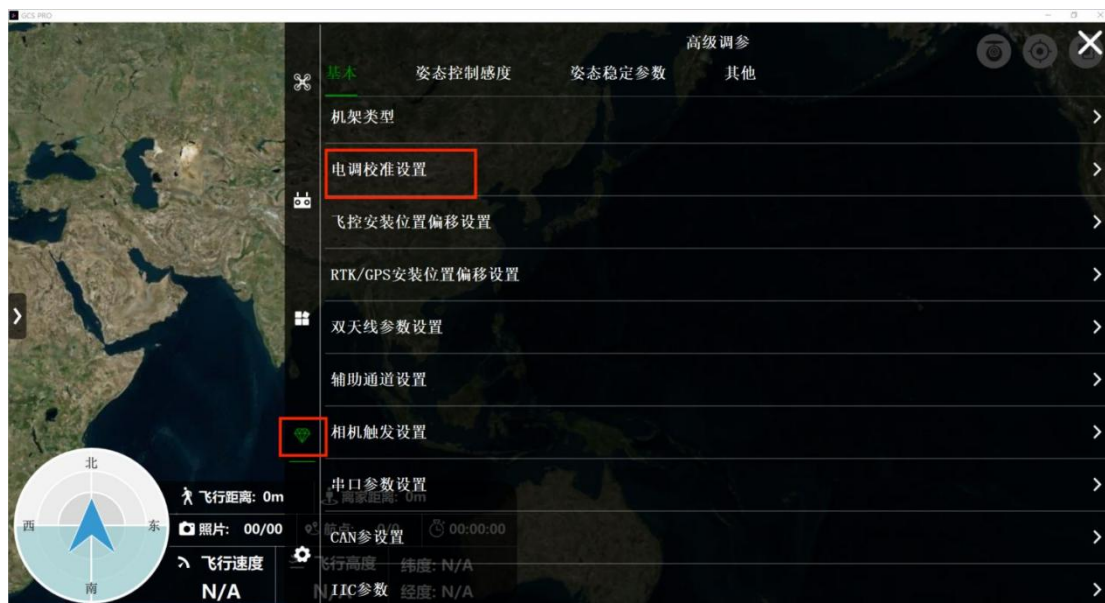 GCS PRO
高级调参
基本 姿态控制感度 姿态稳定参数 其他
机架类型
电调校准设置
飞控安装位置偏移设置
RTK/GPS安装位置偏移设置
双天线参数设置
辅助通道设置
相机触发设置
串口参数设置
CAN参设置
IIC参数
北
西
东
南
飞行距离: 0m
离家距离: 0m
照片: 00/00
航点: 0/0
00:00:00
飞行速度
N/A
飞行高度
N/A
纬度: N/A
经度: N/A